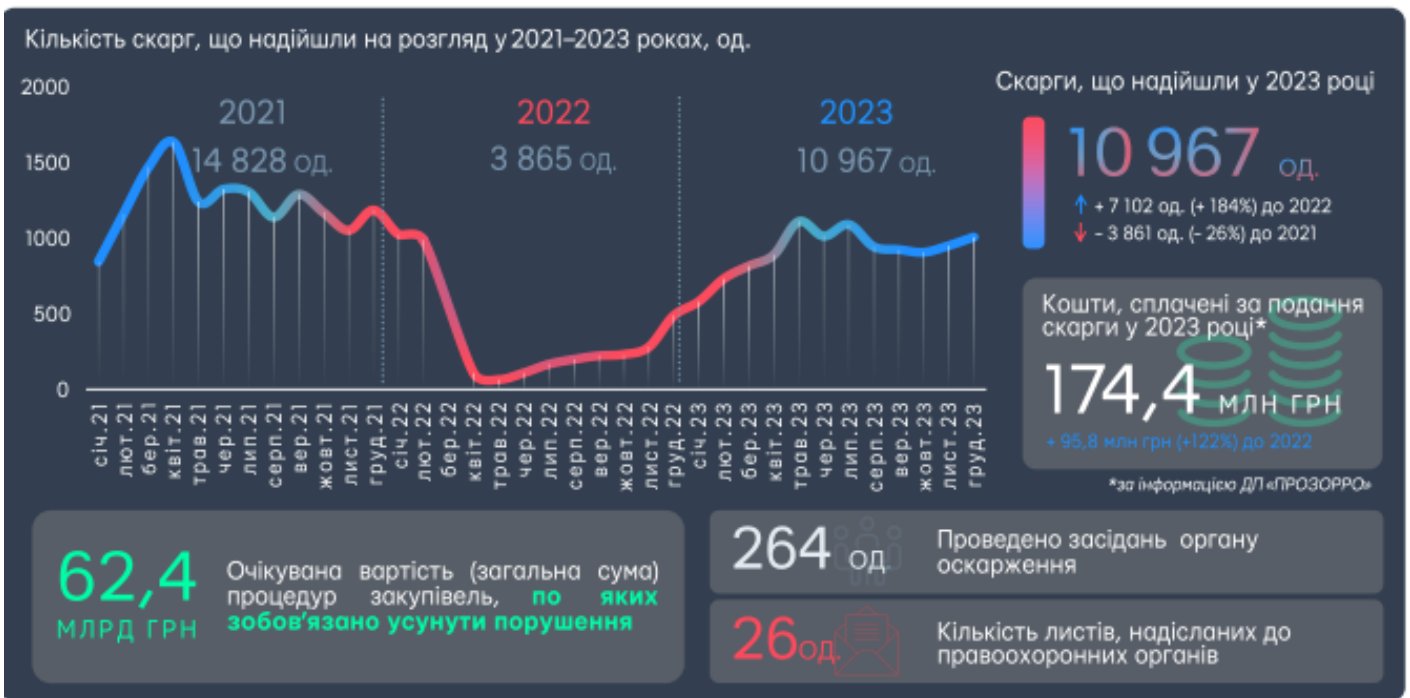 Кількість скарг, що надійшли на розгляд у 2021–2023 роках, од.
2000
1500
1000
500
0
2021
14 828 од.
2022
3 865 од.
2023
10 967 од.
січ.21
лют.21
бер.21
квіт.21
трав.21
чер.21
лип.21
серп.21
вер.21
жовт.21
лист.21
груд.21
січ.22
лют.22
бер.22
квіт.22
трав.22
чер.22
лип.22
серп.22
вер.22
жовт.22
лист.22
груд.22
січ.23
лют.23
бер.23
квіт.23
трав.23
чер.23
лип.23
серп.23
вер.23
жовт.23
лист.23
груд.23
Скарги, що надійшли у 2023 році
10 967 од.
+ 7 102 од. (+ 184%) до 2022
– 3 861 од. (– 26%) до 2021
Кошти, сплачені за подання
скарги у 2023 році*
174,4 МЛН ГРН
+ 95,8 млн грн (+122%) до 2022
*за інформацією ДП «ПРОЗОРРО»
62,4
МЛРД ГРН
Очікувана вартість (загальна сума)
процедур закупівель, по яких
зобов’язано усунути порушення
264 од
Проведено засідань органу
оскарження
26 од.
Кількість листів, надісланих до
правоохоронних органів